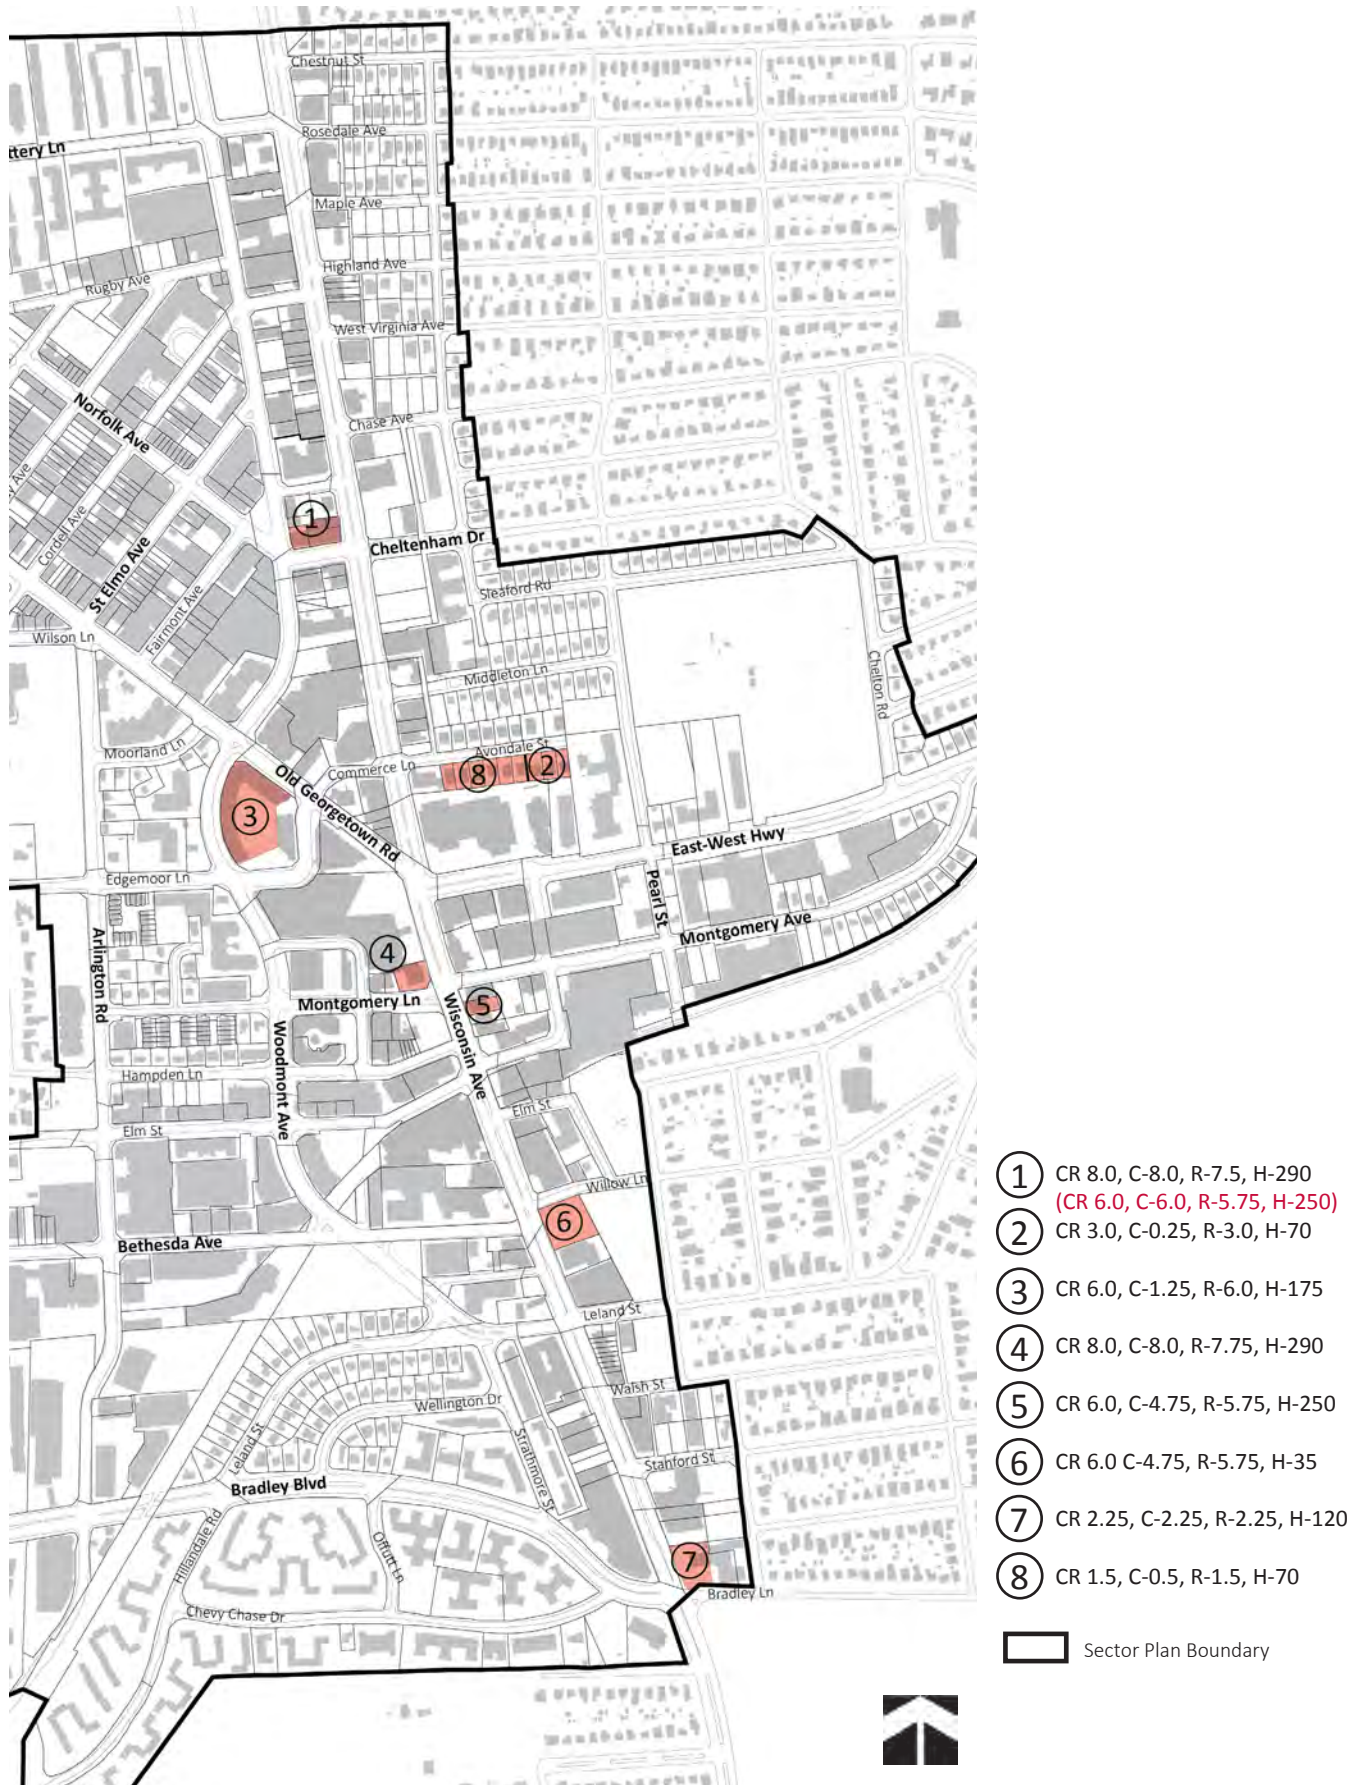 Chestnut St
Rosedale Ave
ttery Ln
Maple Ave
Highland Ave
Rugby Ave
West Virginia Ave
Norfolk Ave
Chase Ave
Ave
Cordell Ave
1
St Elmo Ave
Cheltenham Dr
Sleaford Rd
Fairmont Ave
Wilson Ln
Middleton Ln
Chelton Rd
Moorland Ln
Avondale St
Commerce Ln
8
2
Old Georgetown Rd
3
East-West Hwy
Edgemoor Ln
Pearl St
Arlington Rd
Montgomery Ave
4
Montgomery Ln
5
Wisconsin Ave
Woodmont Ave
Hampden Ln
Elm St
Elm St
Willow Ln
6
Bethesda Ave
Leland St
Walsh St
Wellington Dr
Leland St
Strathmore St
Stanford St
Bradley Blvd
Hillandale Rd
Offutt Ln
7
Bradley Ln
Chevy Chase Dr
1 CR 8.0, C-8.0, R-7.5, H-290
(CR 6.0, C-6.0, R-5.75, H-250)
2 CR 3.0, C-0.25, R-3.0, H-70
3 CR 6.0, C-1.25, R-6.0, H-175
4 CR 8.0, C-8.0, R-7.75, H-290
5 CR 6.0, C-4.75, R-5.75, H-250
6 CR 6.0 C-4.75, R-5.75, H-35
7 CR 2.25, C-2.25, R-2.25, H-120
8 CR 1.5, C-0.5, R-1.5, H-70
Sector Plan Boundary